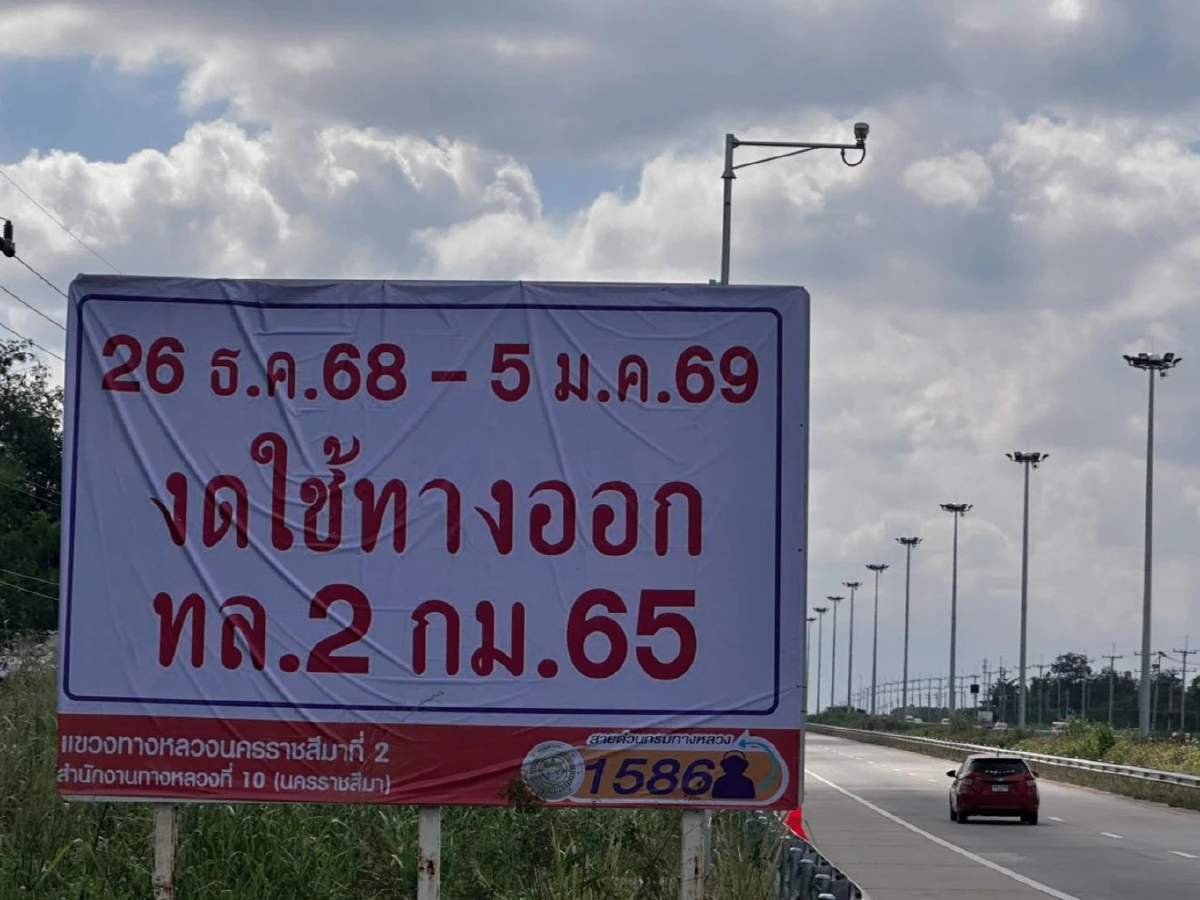 26 ธ.ค.68 - 5 ม.ค.69
งดใช้ทางออก
ทล.2 กม.65
แขวงทางหลวงนครราชสีมาที่ 2
สำนักงานทางหลวงที่ 10 (นครราชสีมา)
สายด่วนกรมทางหลวง
1586